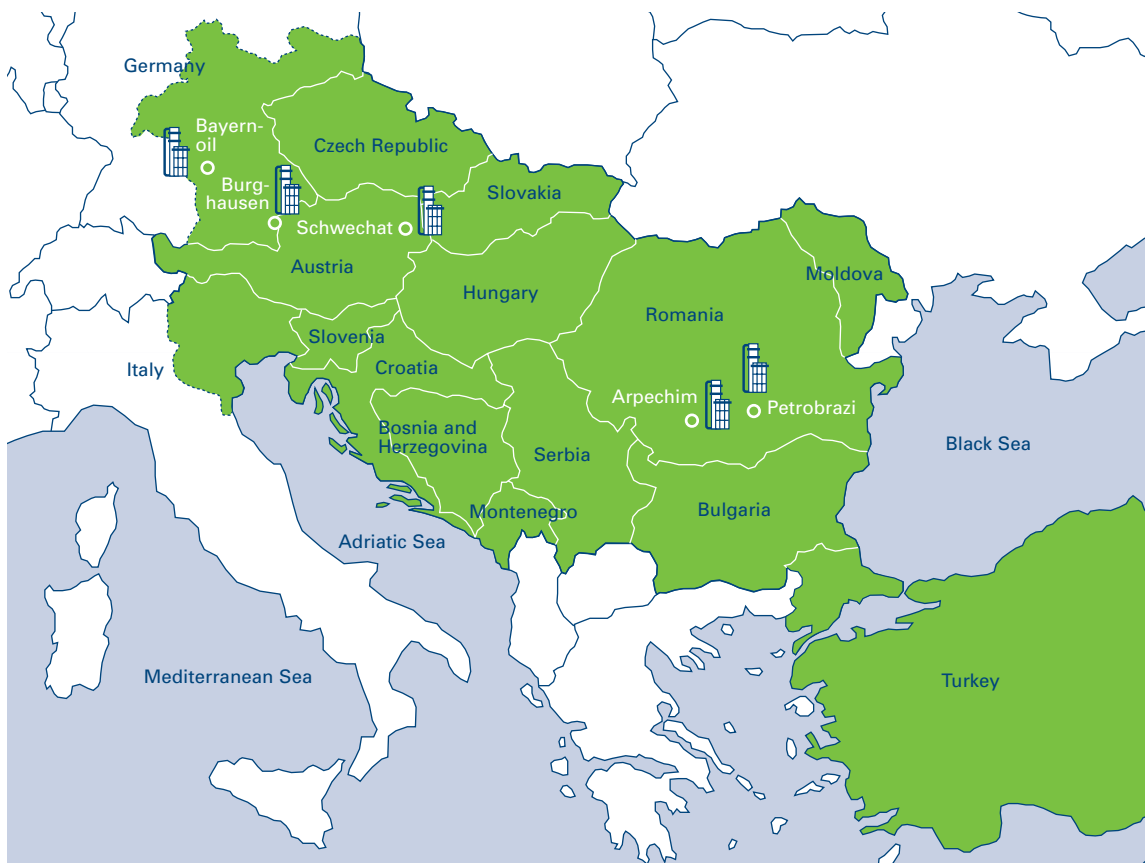 Germany
Bayern-
oil
Czech Republic
Burg-
hausen
Slovakia
Schwechat
Austria
Moldova
Hungary
Romania
Slovenia
Italy
Croatia
Arpechim
Petrobrazi
Bosnia and
Herzegovina
Serbia
Black Sea
Montenegro
Bulgaria
Adriatic Sea
Mediterranean Sea
Turkey